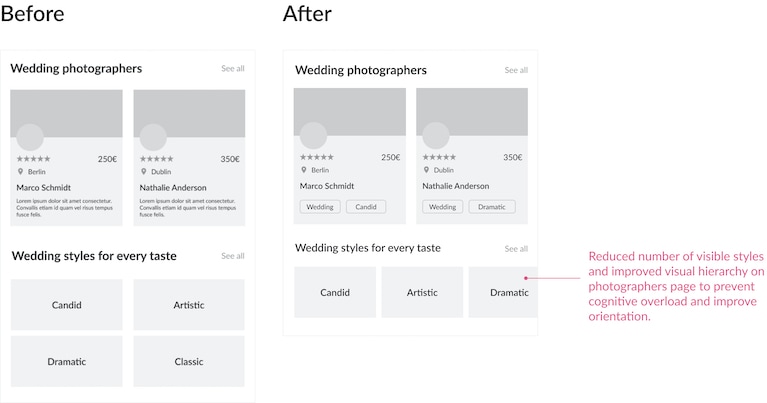 Before
Wedding photographers See all
★★★★★ 250€
Berlin
Marco Schmidt
Lorem ipsum dolor sit amet consectetur.
Convallis etiam id quam vel risus tempus
fusce felis.
★★★★★ 350€
Dublin
Nathalie Anderson
Lorem ipsum dolor sit amet consectetur.
Convallis etiam id quam vel risus tempus
fusce felis.
Wedding styles for every taste See all
Candid Artistic
Dramatic Classic
After
Wedding photographers See all
★★★★★ 250€
Berlin
Marco Schmidt
Wedding Candid
★★★★★ 350€
Dublin
Nathalie Anderson
Wedding Dramatic
Wedding styles for every taste See all
Candid Artistic Dramatic
Reduced number of visible styles
and improved visual hierarchy on
photographers page to prevent
cognitive overload and improve
orientation.